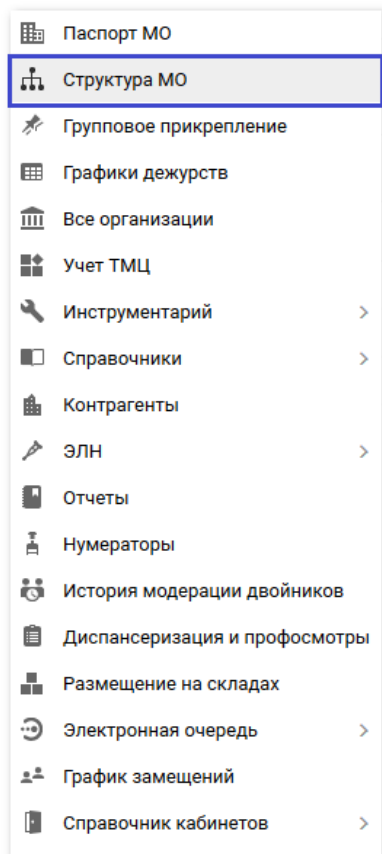 Паспорт МО
Структура МО
Групповое прикрепление
Графики дежурств
Все организации
Учет ТМЦ
Инструментарий
Справочники
Контрагенты
ЭЛН
Отчеты
Нумераторы
История модерации двойников
Диспансеризация и профосмотры
Размещение на складах
Электронная очередь
График замещений
Справочник кабинетов